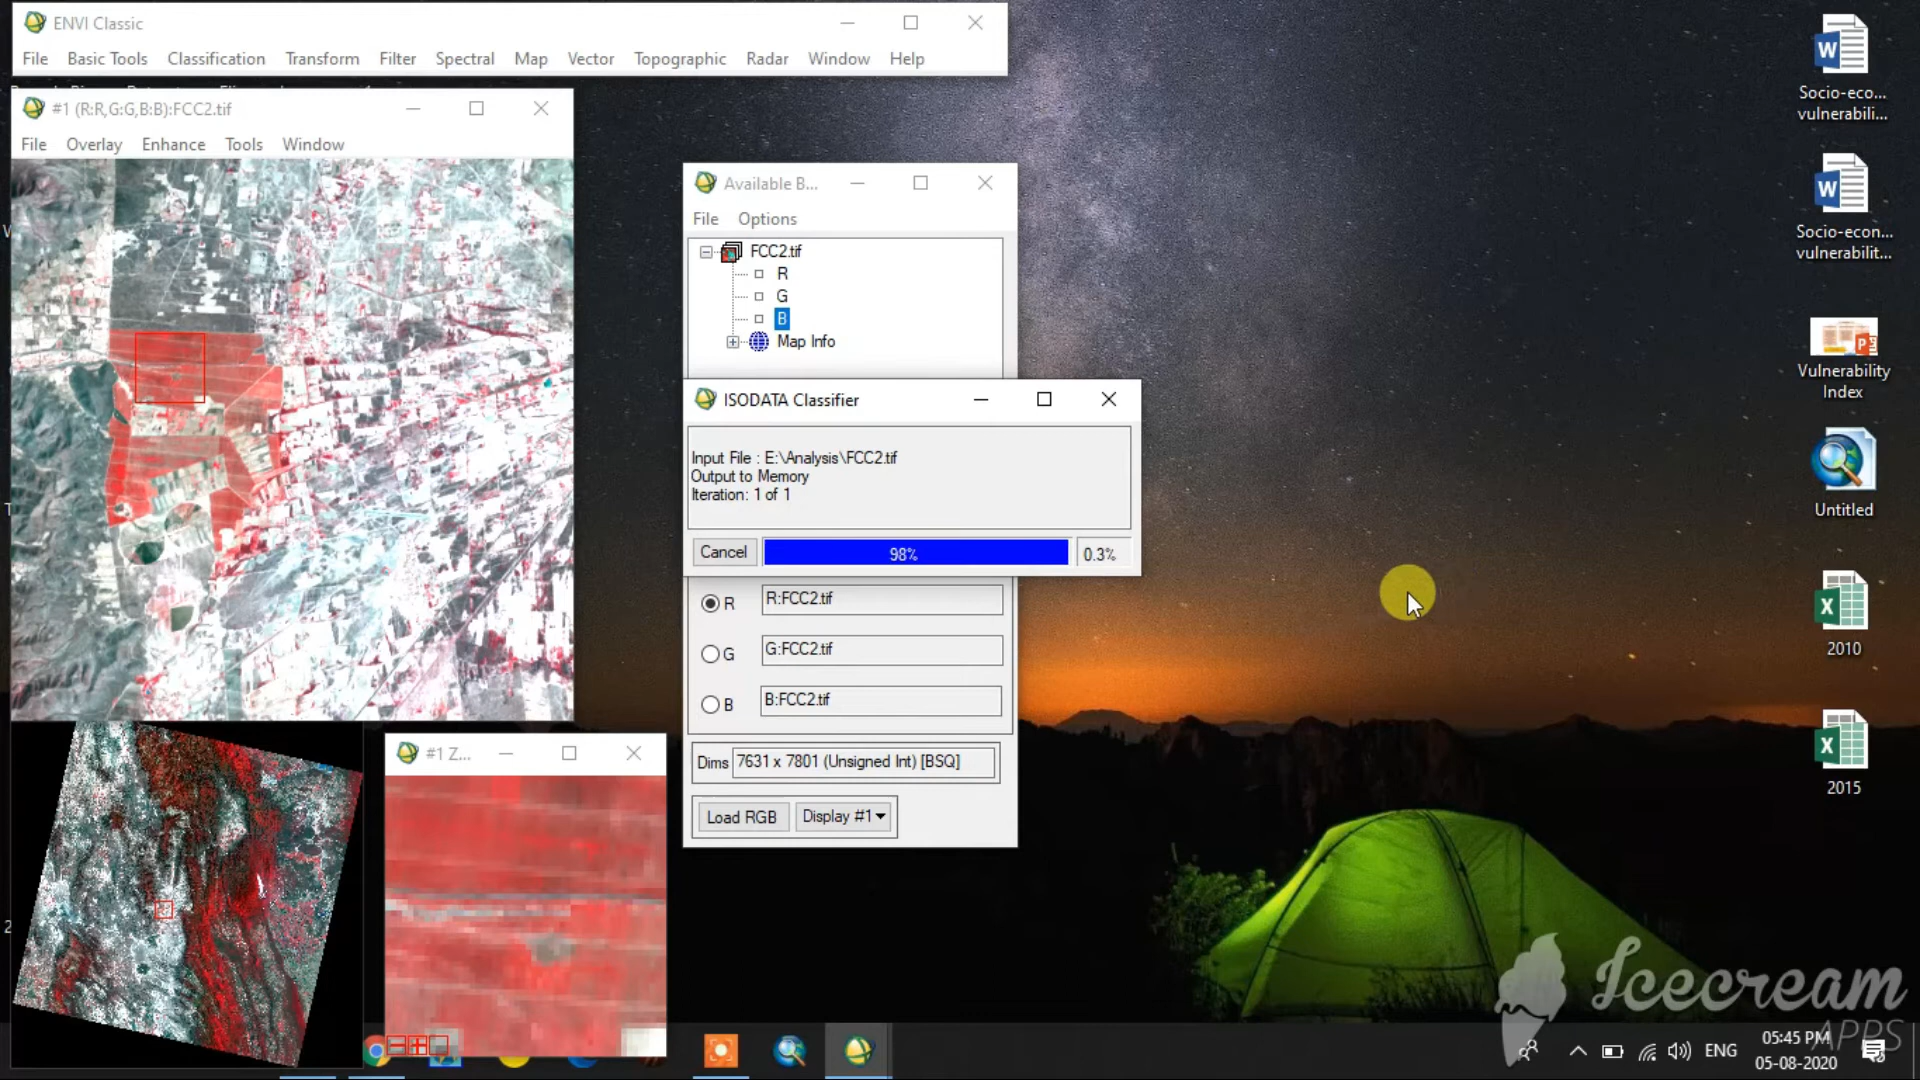 ENVI Classic
File Basic Tools Classification Transform Filter Spectral Map Vector Topographic Radar Window Help
#1 (R:R,G:G,B:B):FCC2.tif
File Overlay Enhance Tools Window
Available B...
File Options
FCC2.tif
R
G
B
Map Info
ISODATA Classifier
Input File : E:\Analysis\FCC2.tif
Output to Memory
Iteration: 1 of 1
Cancel 98% 0.3%
R R:FCC2.tif
G G:FCC2.tif
B B:FCC2.tif
Dims 7631 x 7801 (Unsigned Int) [BSQ]
Load RGB Display #1
#1 Z...
Socio-eco...
vulnerabili...
Socio-econ...
vulnerabilit...
Vulnerability
Index
Untitled
2010
2015
Icecream
APPS
ENG
05:45 PM
05-08-2020